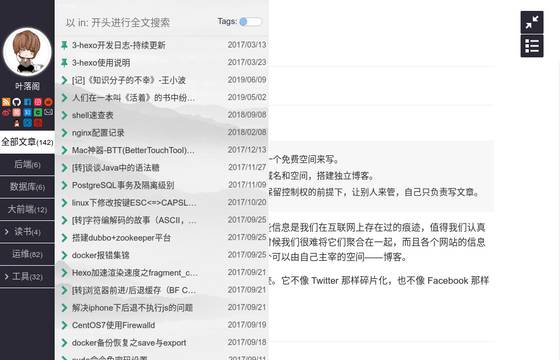 以 in: 开头进行全文搜索
Tags:
叶落阁
全部文章(142)
后端(6)
数据库(6)
大前端(12)
读书(4)
运维(82)
工具(32)
3-hexo开发日志-持续更新 2017/03/13
3-hexo使用说明 2017/03/23
[记]《知识分子的不幸》-王小波 2019/06/09
人们在一本叫《活着》的书中纷… 2019/05/02
shell速查表 2018/09/08
nginx配置记录 2018/02/08
Mac神器-BTT(BetterTouchTool)… 2017/12/13
[转]谈谈Java中的语法糖 2017/11/27
PostgreSQL事务及隔离级别 2017/11/09
linux下修改按键ESC<=>CAPSL… 2017/10/20
[转]字符编解码的故事（ASCII，… 2017/09/25
搭建dubbo+zookeeper平台 2017/09/25
docker报错集锦 2017/09/25
Hexo加速渲染速度之fragment_c… 2017/09/21
[转]浏览器前进/后退缓存（BF C… 2017/09/21
解决iphone下后退不执行js的问题 2017/09/21
CentOS7使用Firewalld 2017/09/19
docker备份恢复之save与export 2017/09/18
2017/09/11
一个免费空间来写。
域名和空间，搭建独立博客。
保留控制权的前提下，让别人来管，自己只负责写文章。
些信息是我们在互联网上存在过的痕迹，值得我们认真
时候我们很难将它们聚合在一起，而且各个网站的信息
个可以由自己主宰的空间——博客。
它不像 Twitter 那样碎片化，也不像 Facebook 那样